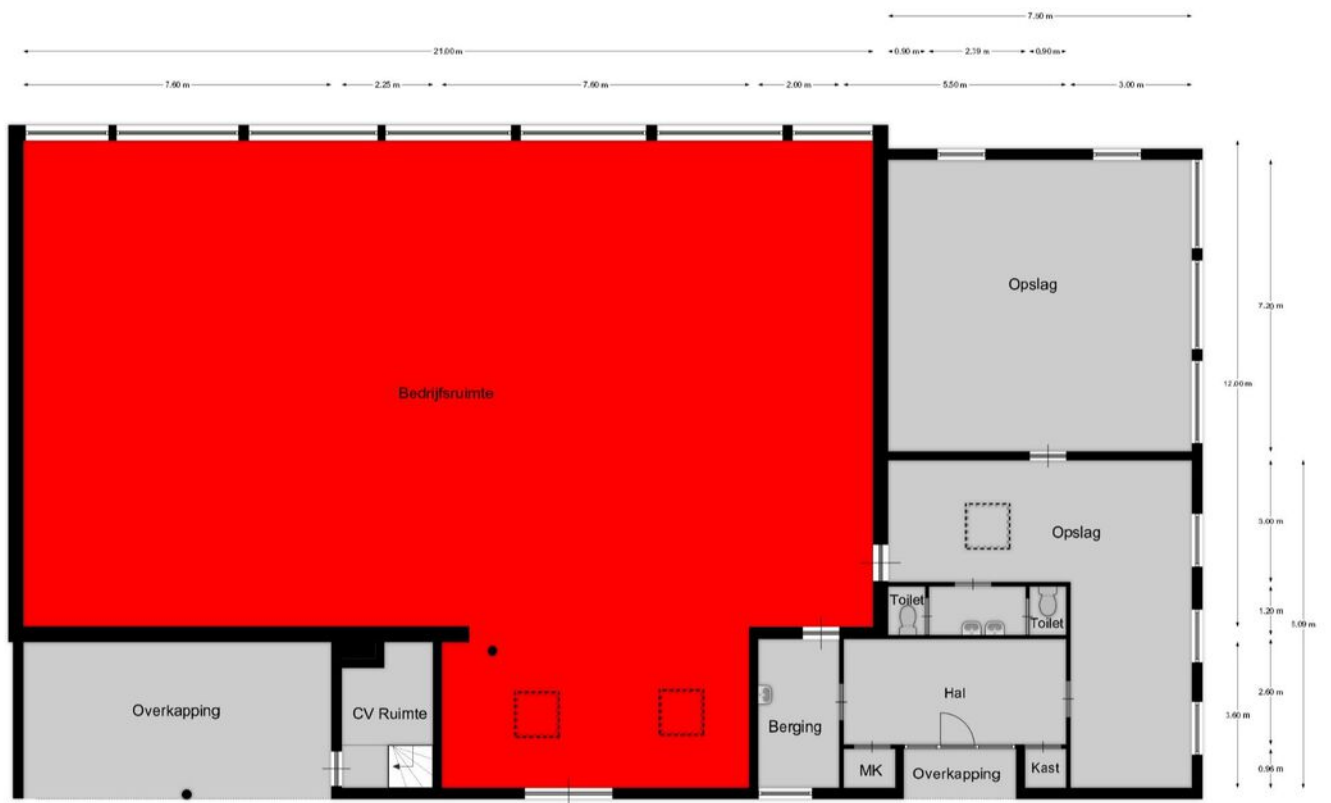 7.50 m
21.00 m
0.90 m
2.39 m
0.90 m
7.60 m
2.25 m
7.60 m
2.00 m
5.50 m
3.00 m
Opslag
7.20 m
12.00 m
Bedrijfsruimte
3.00 m
Opslag
Toilet
Toilet
1.20 m
Hal
2.60 m
3.60 m
Overkapping
CV Ruimte
Berging
MK
Overkapping
Kast
0.96 m